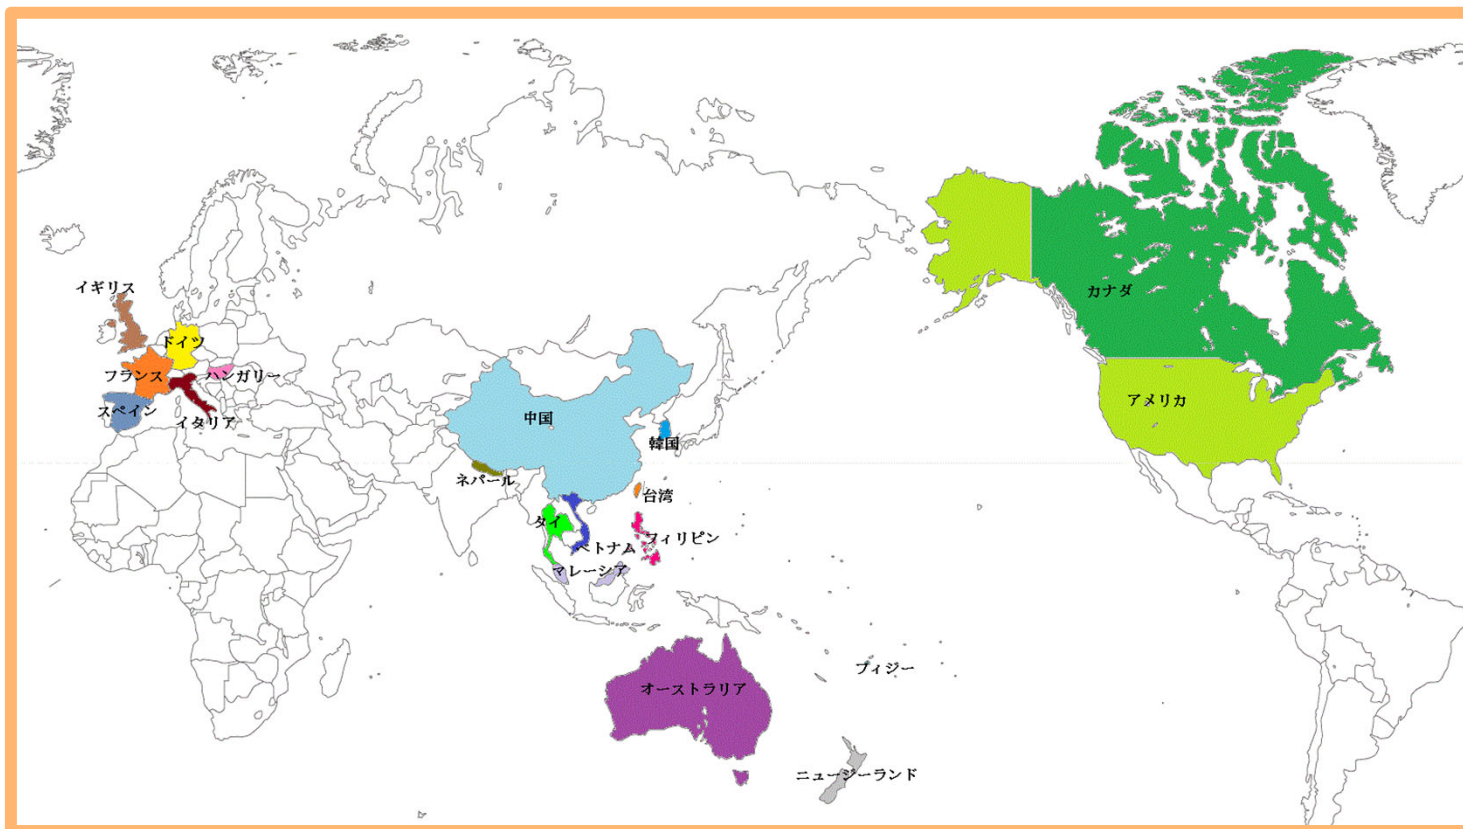 イギリス
ドイツ
フランス
ハンガリー
スペイン
イタリア
中国
韓国
ネパール
台湾
タイ
ベトナム
フィリピン
マレーシア
オーストラリア
フィジー
ニュージーランド
カナダ
アメリカ